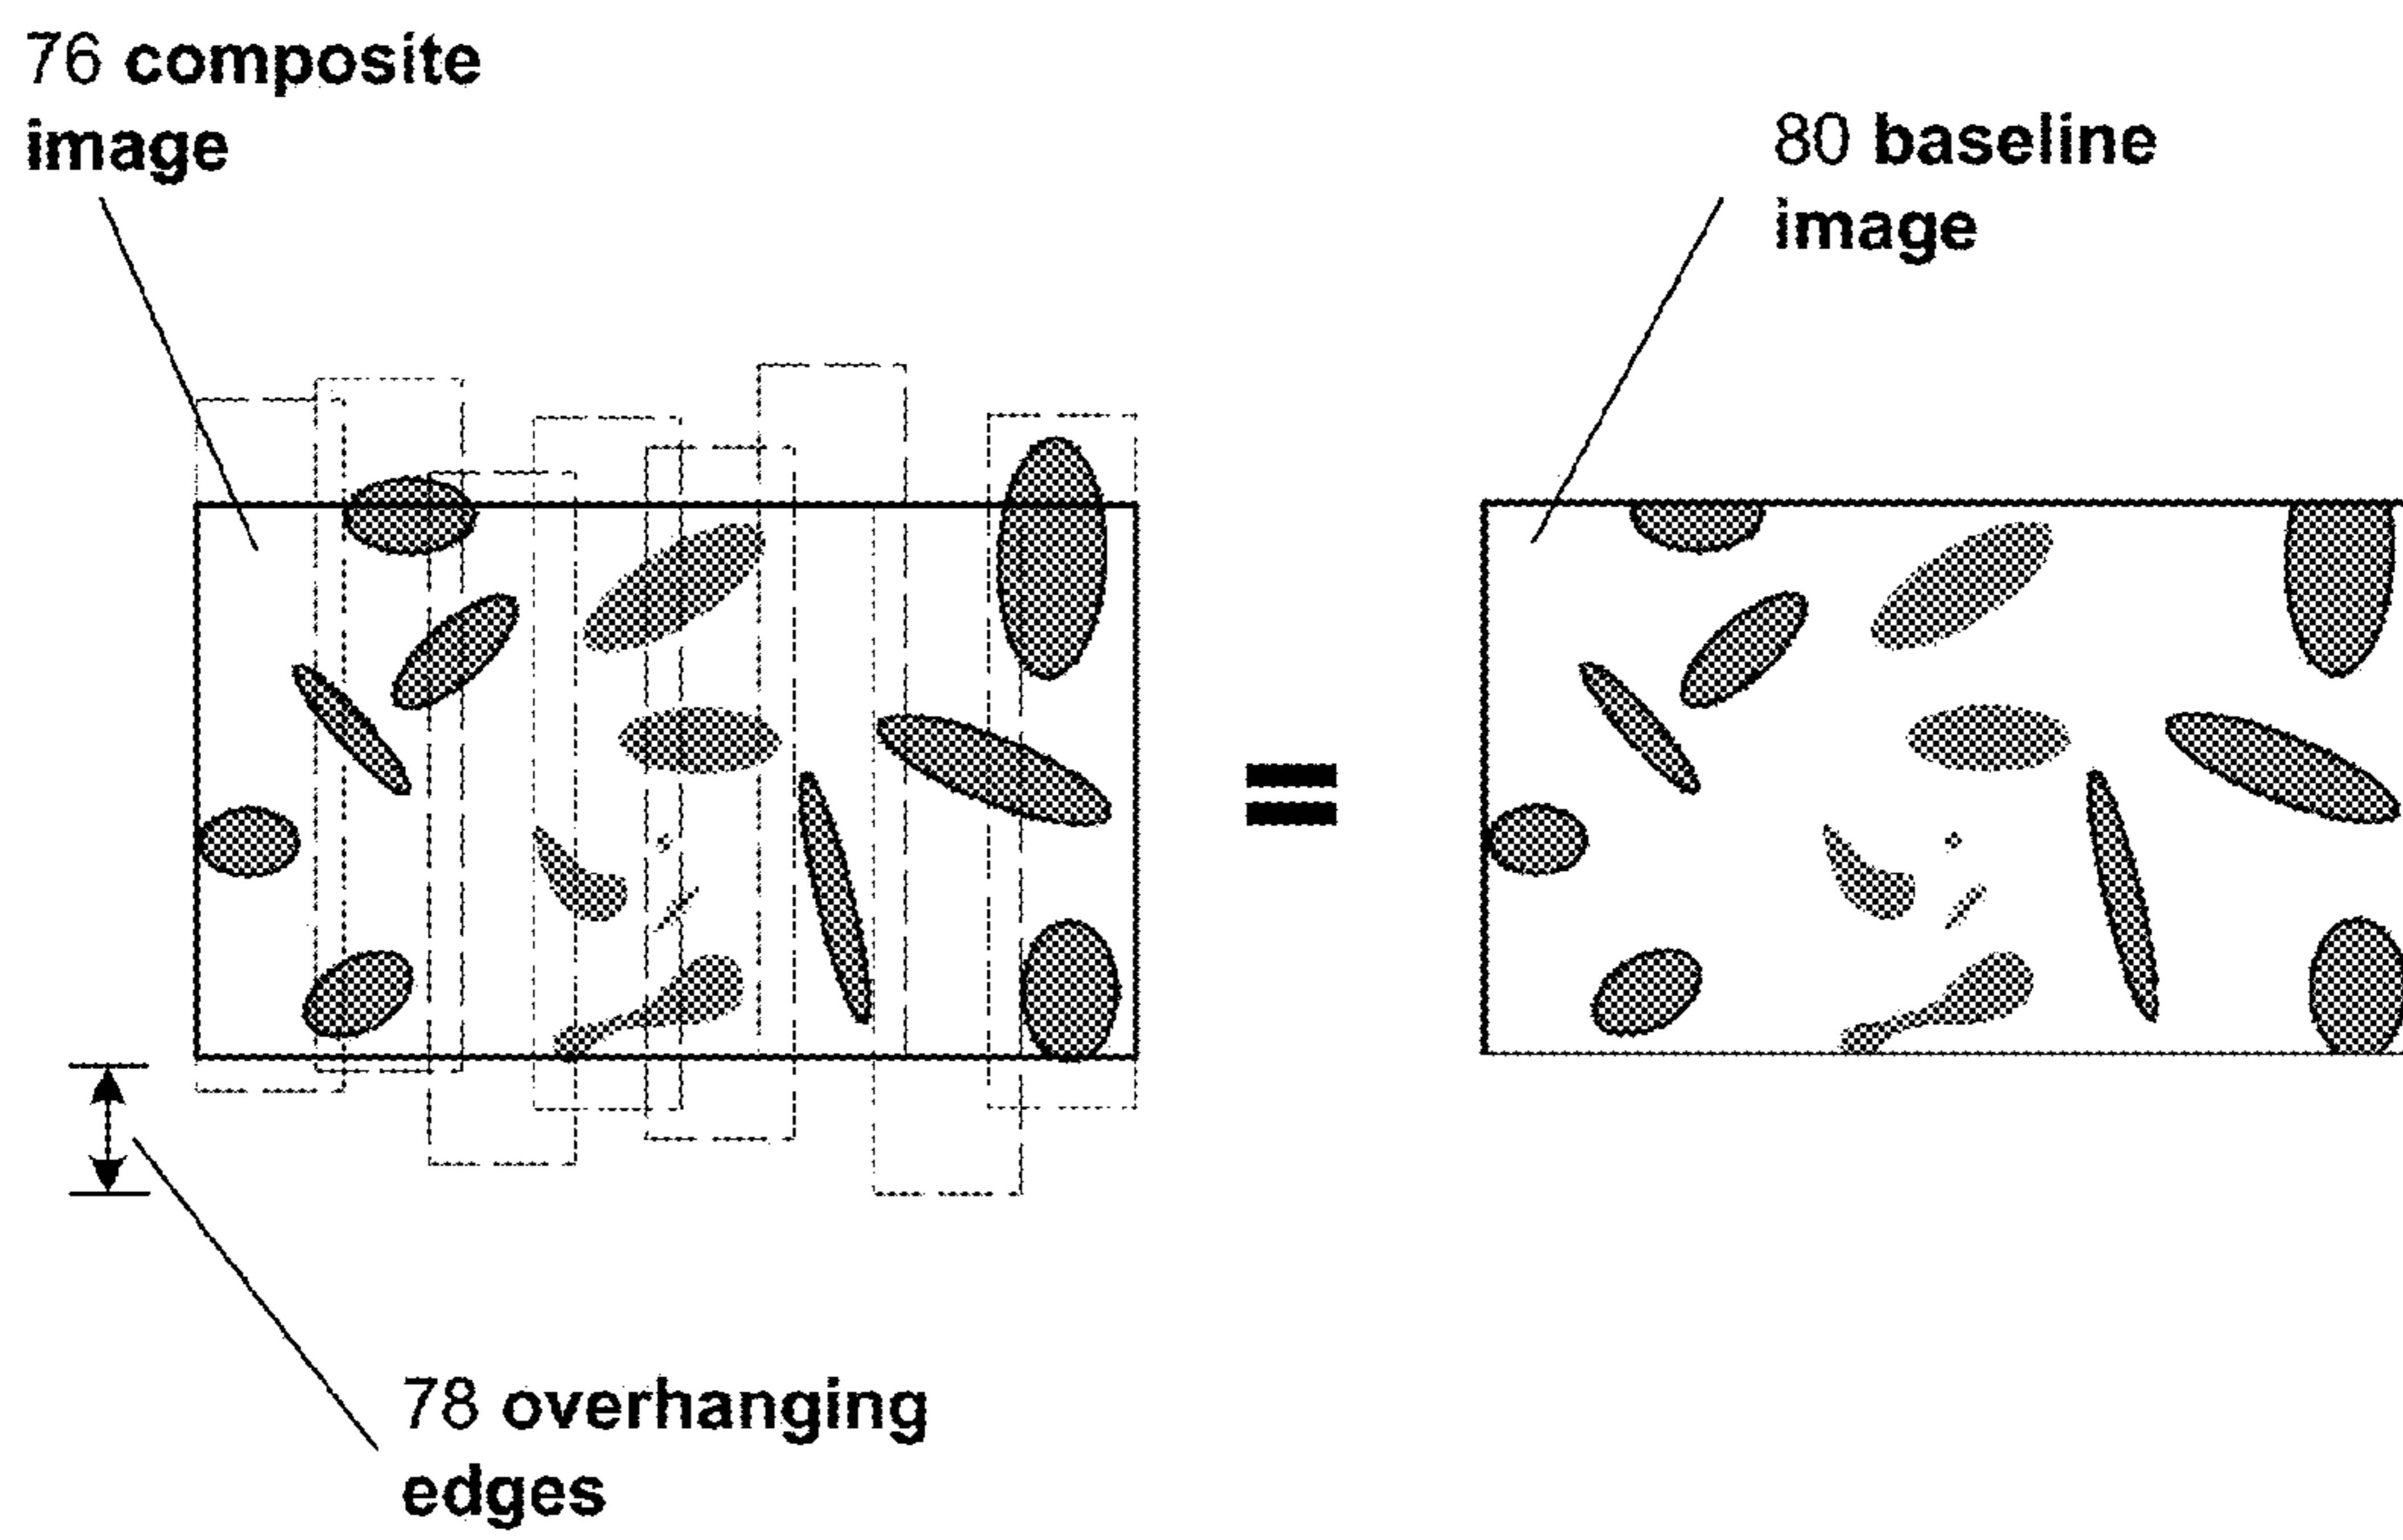 76 composite
image
80 baseline
image
=
78 overhanging
edges